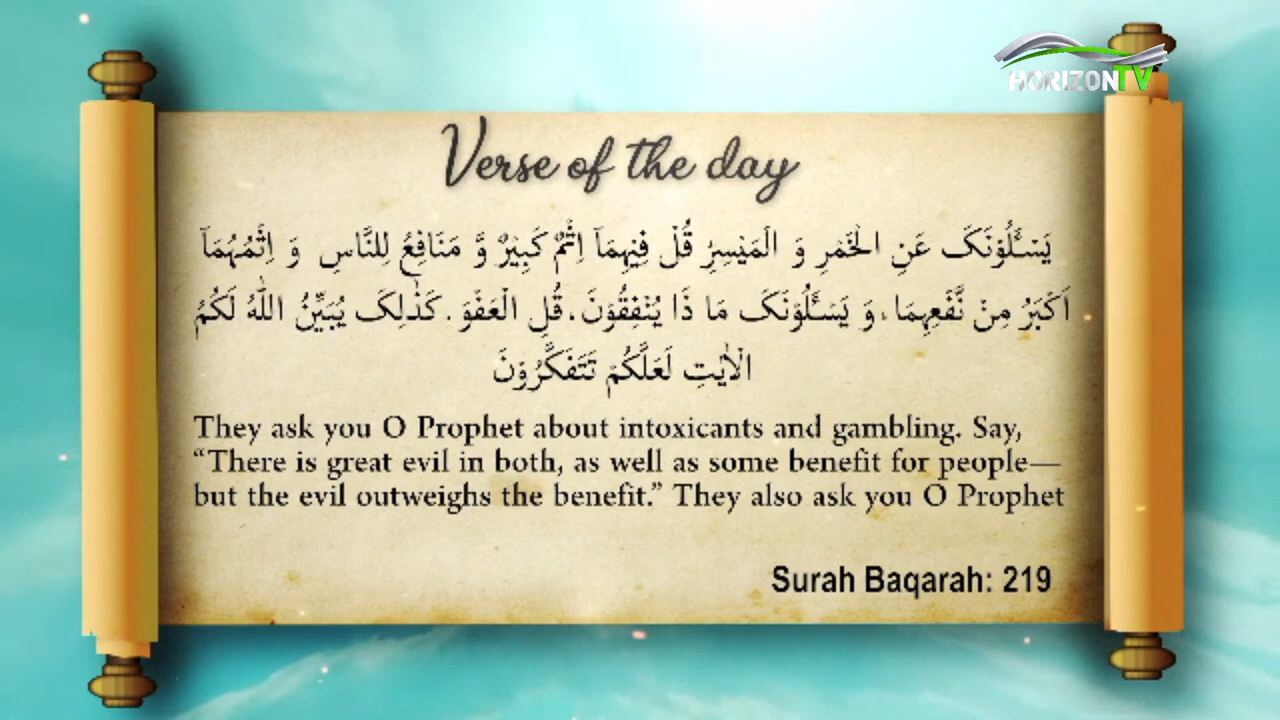 HORIZON TV
Verse of the day
يَسْـَٔلُوْنَکَ عَنِ الْخَمْرِ وَ الْمَيْسِرِؕ قُلْ فِيْهِمَآ اِثْمٌ کَبِيْرٌ وَّ مَنَافِعُ لِلنَّاسِ وَ اِثْمُهُمَآ
اَکْبَرُ مِنْ نَّفْعِهِمَا، وَ يَسْـَٔلُوْنَکَ مَا ذَا يُنْفِقُوْنَ. قُلِ الْعَفْوَ. کَذٰلِکَ يُبَيِّنُ اللّٰهُ لَکُمُ
الْاٰيٰتِ لَعَلَّکُمْ تَتَفَکَّرُوْنَ
They ask you O Prophet about intoxicants and gambling. Say,
“There is great evil in both, as well as some benefit for people—
but the evil outweighs the benefit.” They also ask you O Prophet
Surah Baqarah: 219